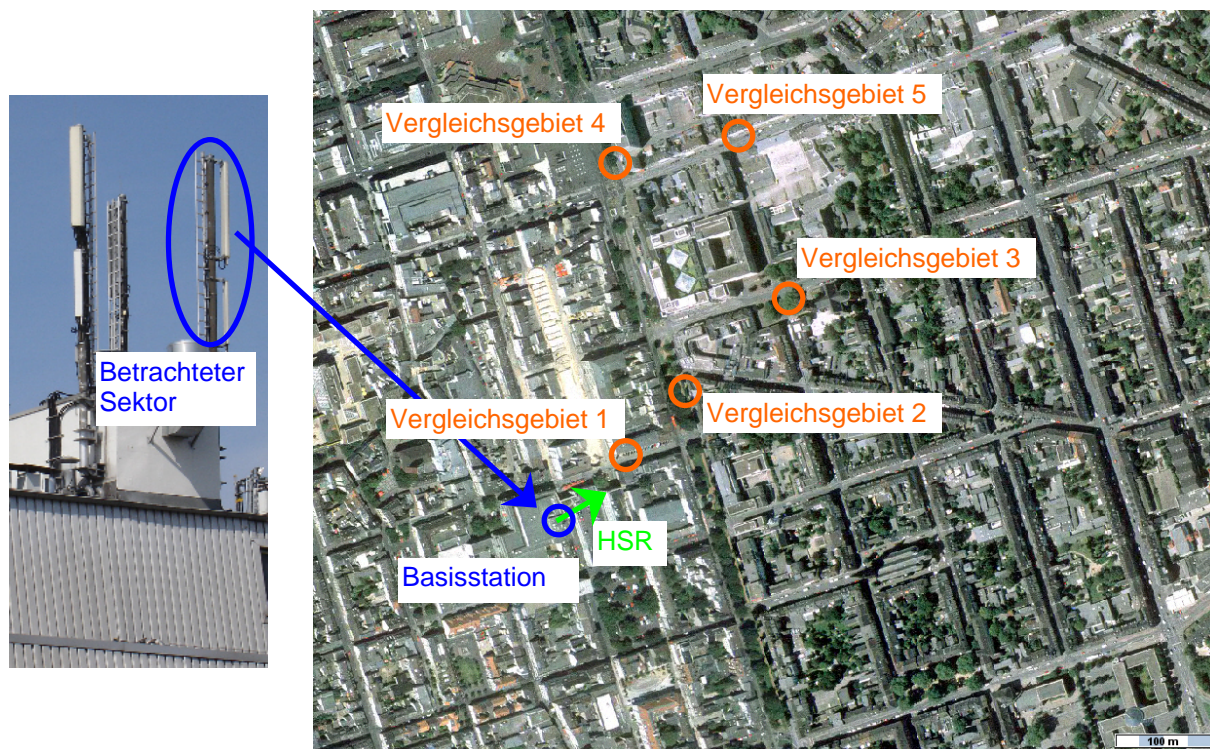 Vergleichsgebiet 5
Vergleichsgebiet 4
Vergleichsgebiet 3
Betrachteter
Sektor
Vergleichsgebiet 1
Vergleichsgebiet 2
HSR
Basisstation
100 m